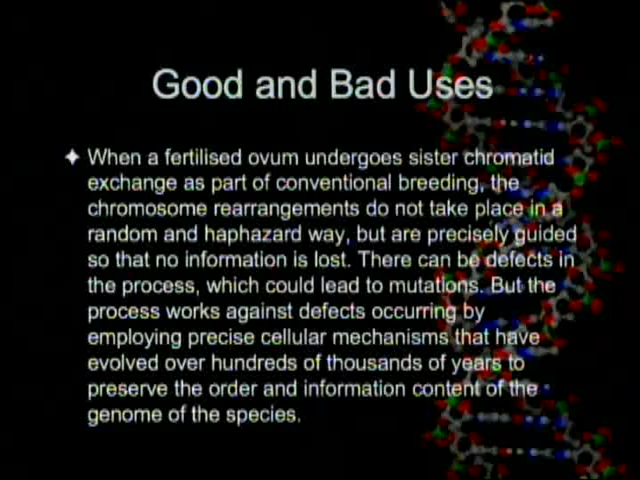 Good and Bad Uses
When a fertilised ovum undergoes sister chromatid
exchange as part of conventional breeding, the
chromosome rearrangements do not take place in a
random and haphazard way, but are precisely guided
so that no information is lost. There can be defects in
the process, which could lead to mutations. But the
process works against defects occurring by
employing precise cellular mechanisms that have
evolved over hundreds of thousands of years to
preserve the order and information content of the
genome of the species.